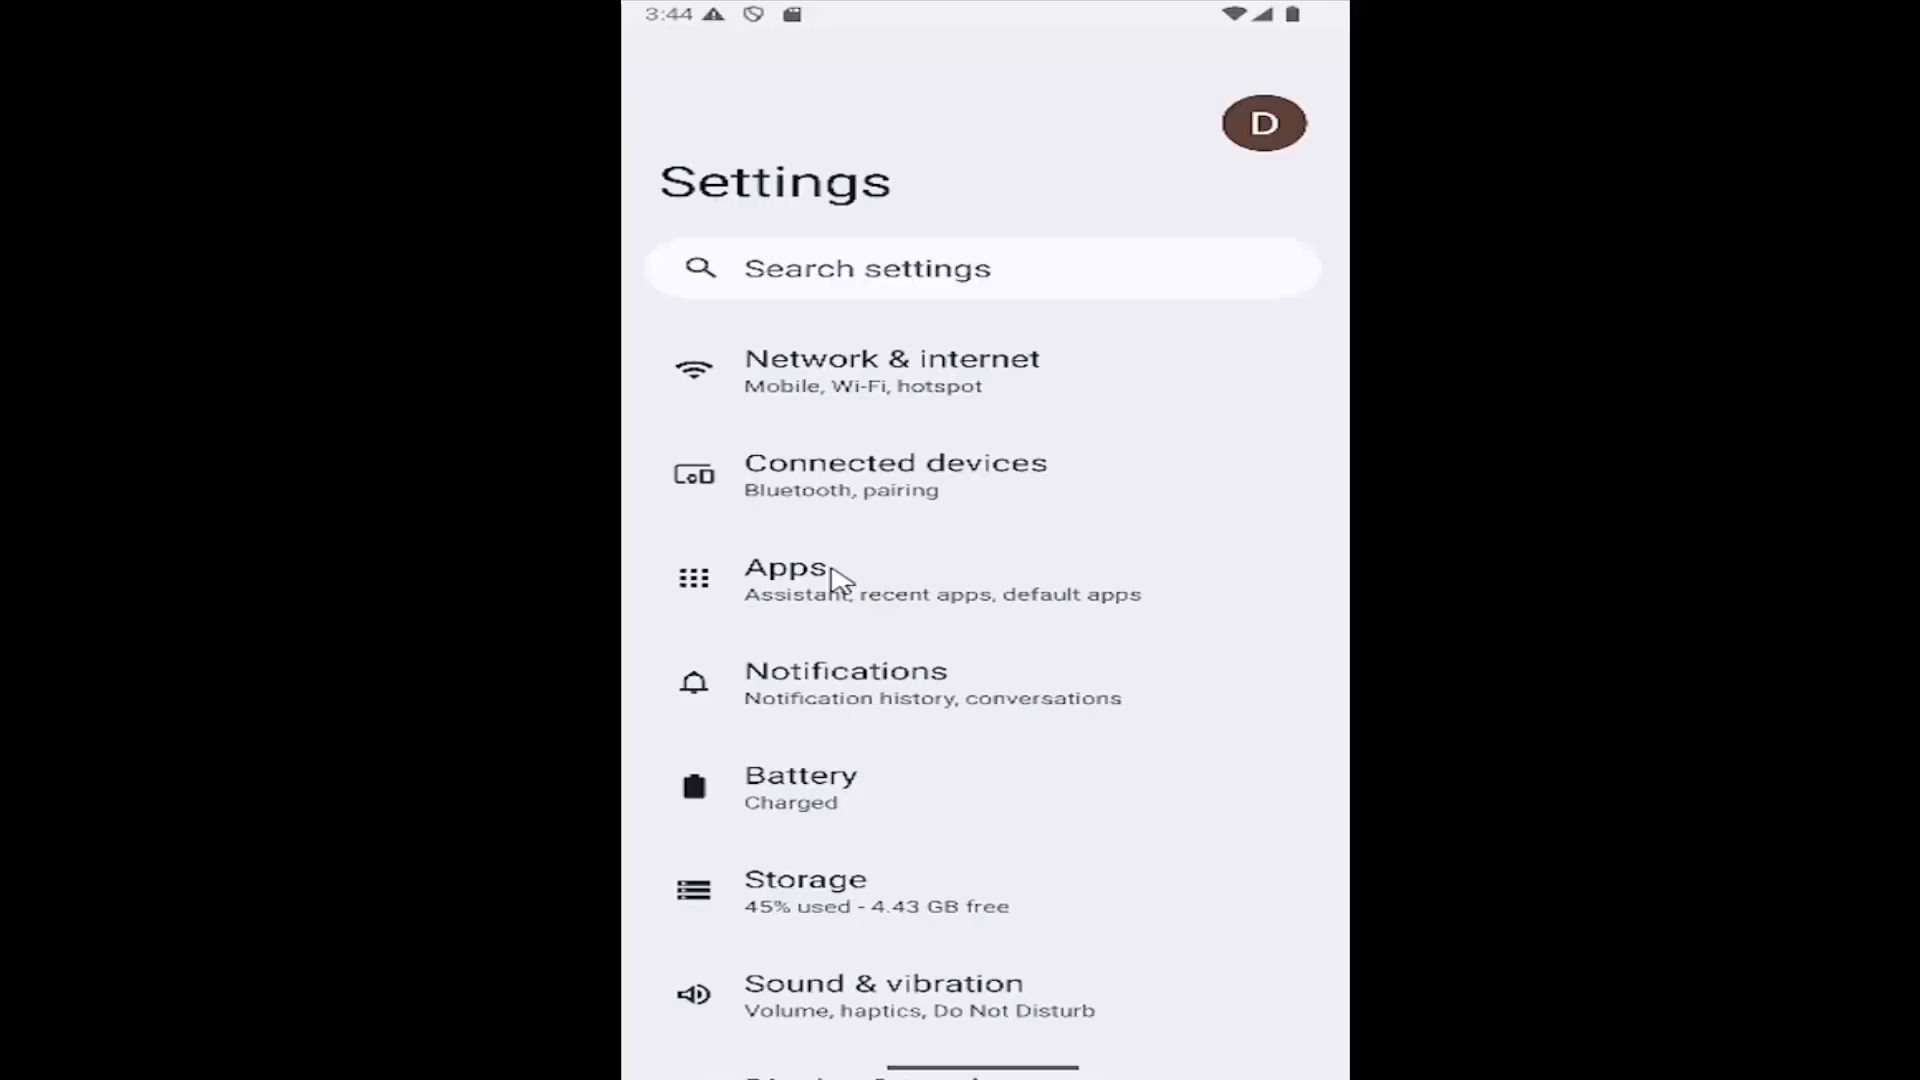 3:44
D
Settings
Search settings
Network & internet
Mobile, Wi-Fi, hotspot
Connected devices
Bluetooth, pairing
Apps
Assistant, recent apps, default apps
Notifications
Notification history, conversations
Battery
Charged
Storage
45% used - 4.43 GB free
Sound & vibration
Volume, haptics, Do Not Disturb